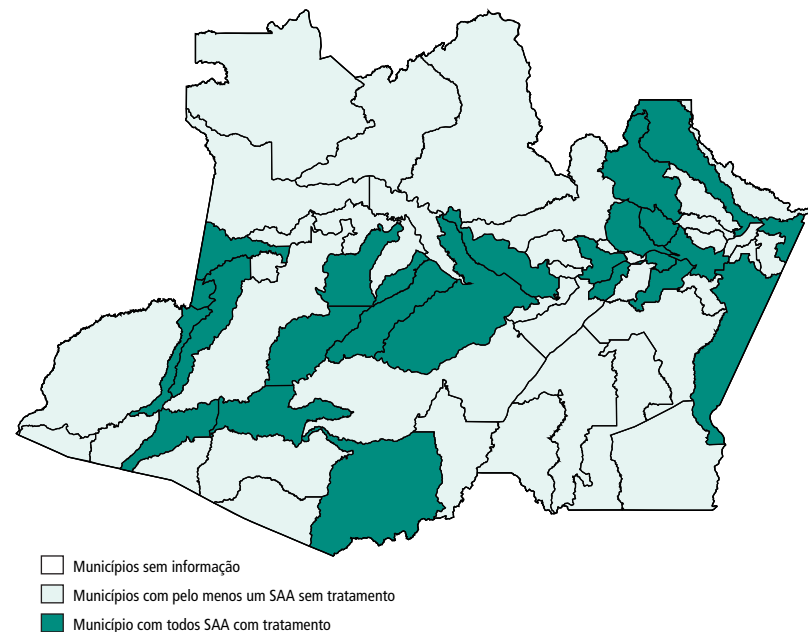 Municípios sem informação
Municípios com pelo menos um SAA sem tratamento
Município com todos SAA com tratamento